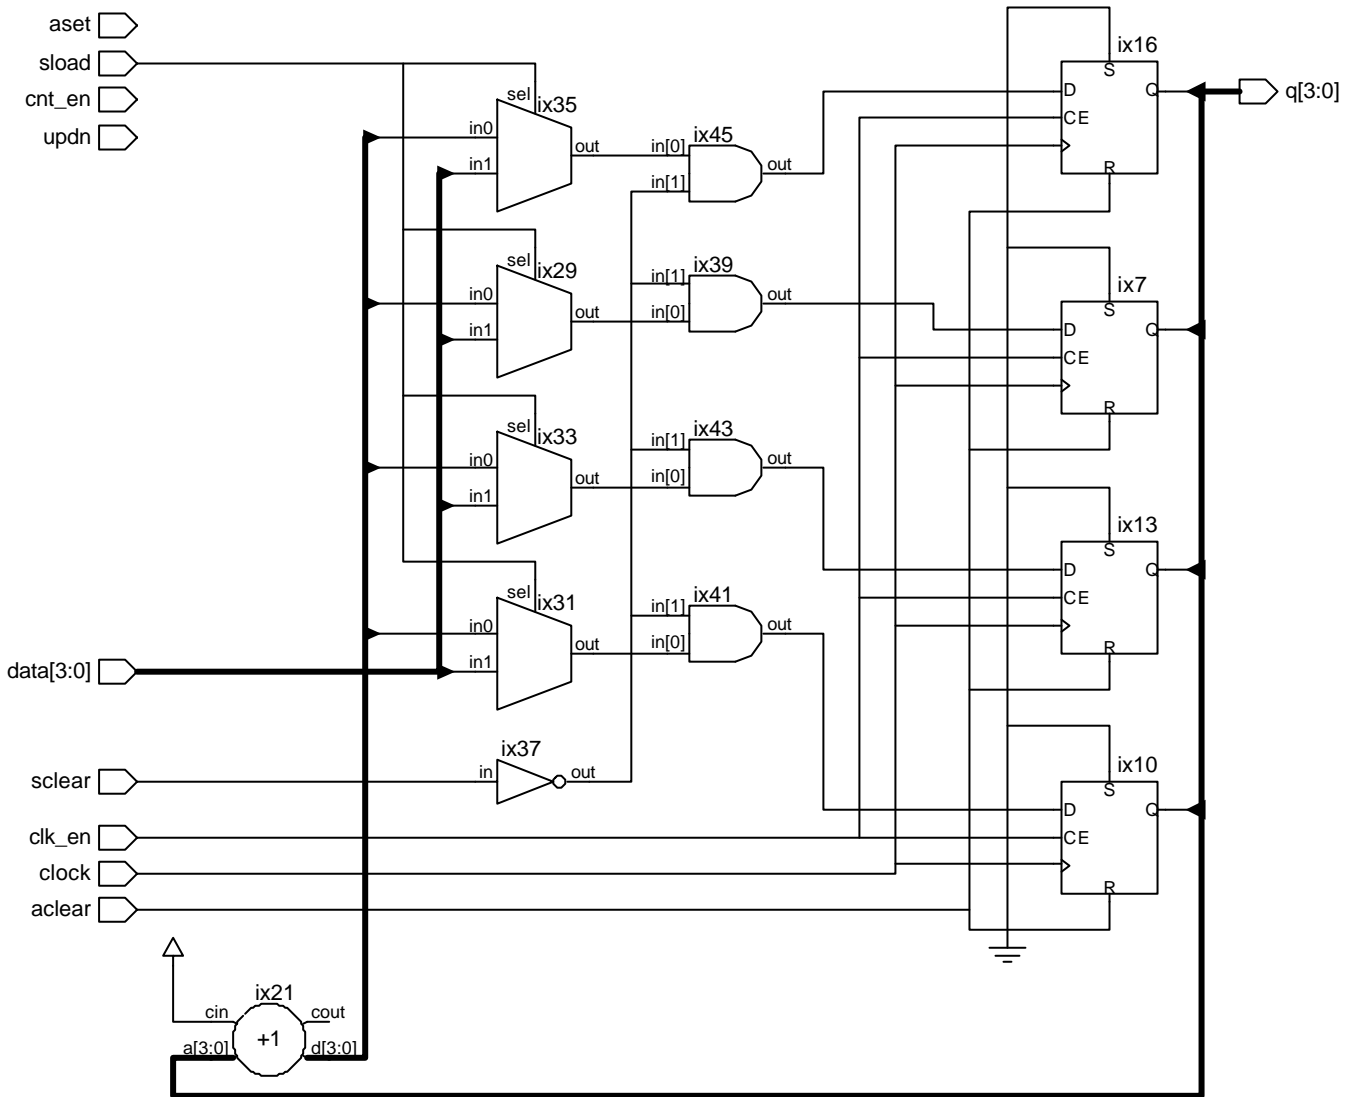 aset
ix16
sload
S
sel
ix35
D
Q
q[3:0]
cnt_en
CE
in0
ix45
updn
out
in[0]
out
in1
in[1]
R
sel
ix29
in[1]
ix39
ix7
S
in0
out
out
in[0]
D
Q
in1
CE
R
sel
ix33
in[1]
ix43
in0
out
out
in[0]
in1
ix13
S
D
Q
CE
sel
ix31
in[1]
ix41
in0
out
out
in[0]
R
data[3:0]
in1
ix37
ix10
sclear
in
out
S
D
Q
clk_en
CE
clock
R
aclear
ix21
cin
cout
+1
a[3:0]
d[3:0]